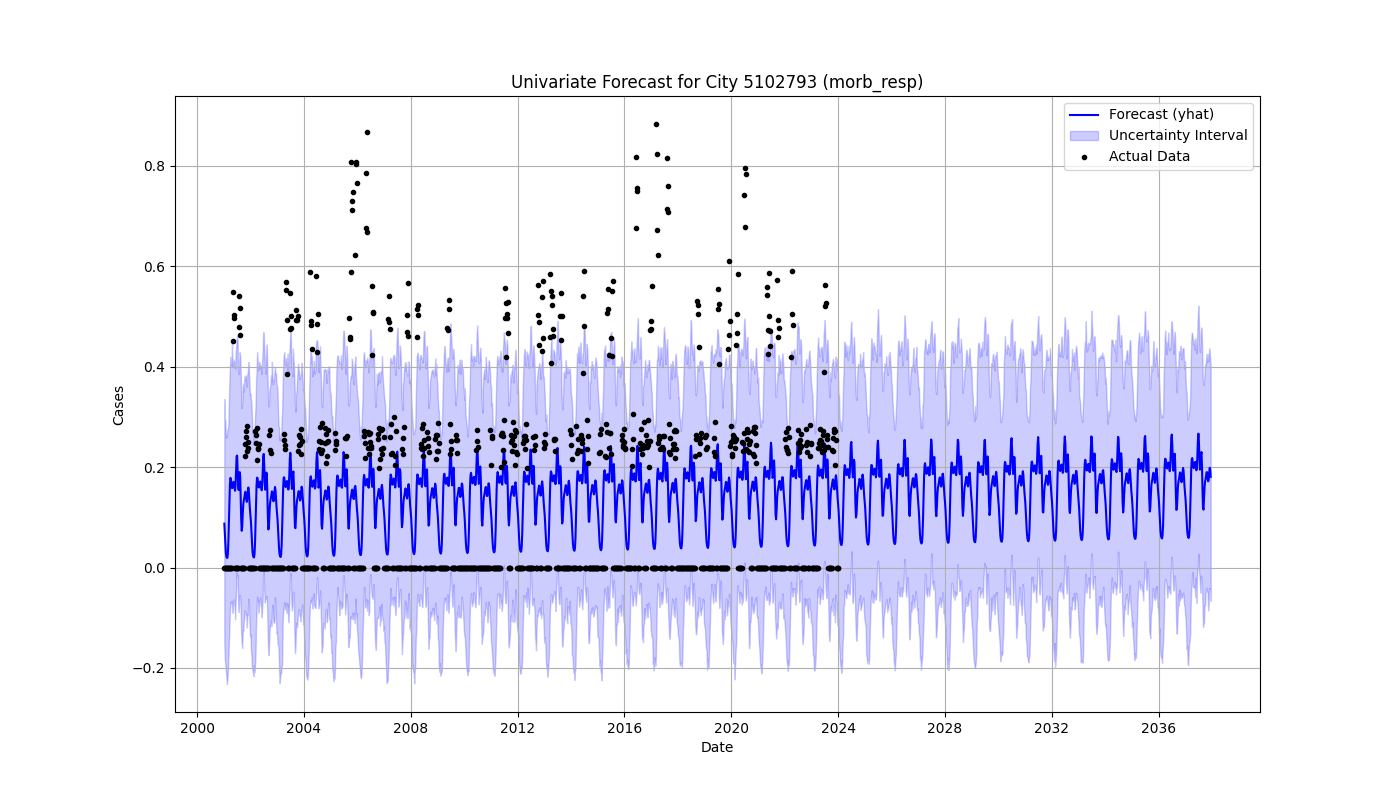 Univariate Forecast for City 5102793 (morb_resp)
Forecast (yhat)
Uncertainty Interval
Actual Data
Cases
0.8
0.6
0.4
0.2
0.0
−0.2
2000 2004 2008 2012 2016 2020 2024 2028 2032 2036
Date